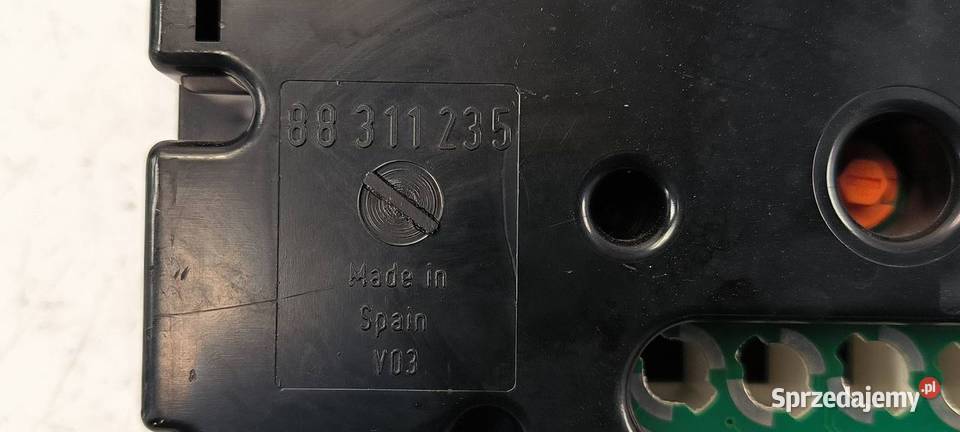 88 311 235
Made in
Spain
V03
Sprzedajemy.pl